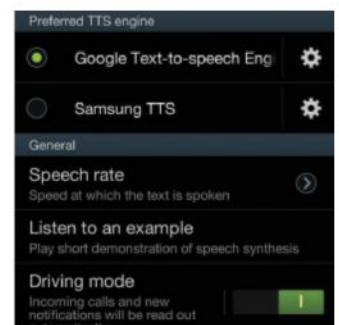 Preferred TTS engine
Google Text-to-speech Eng
Samsung TTS
General
Speech rate
Speed at which the text is spoken
Listen to an example
Play short demonstration of speech synthesis
Driving mode
Incoming calls and new
notifications will be read out